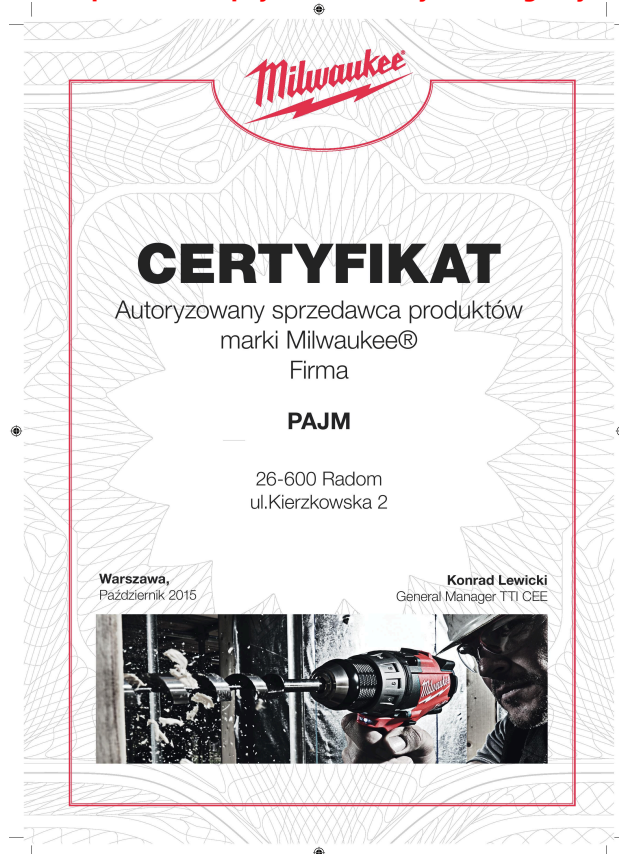 Milwaukee®
CERTYFIKAT
Autoryzowany sprzedawca produktów
marki Milwaukee®
Firma
PAJM
26-600 Radom
ul.Kierzkowska 2
Warszawa,
Październik 2015
Konrad Lewicki
General Manager TTI CEE
Milwaukee